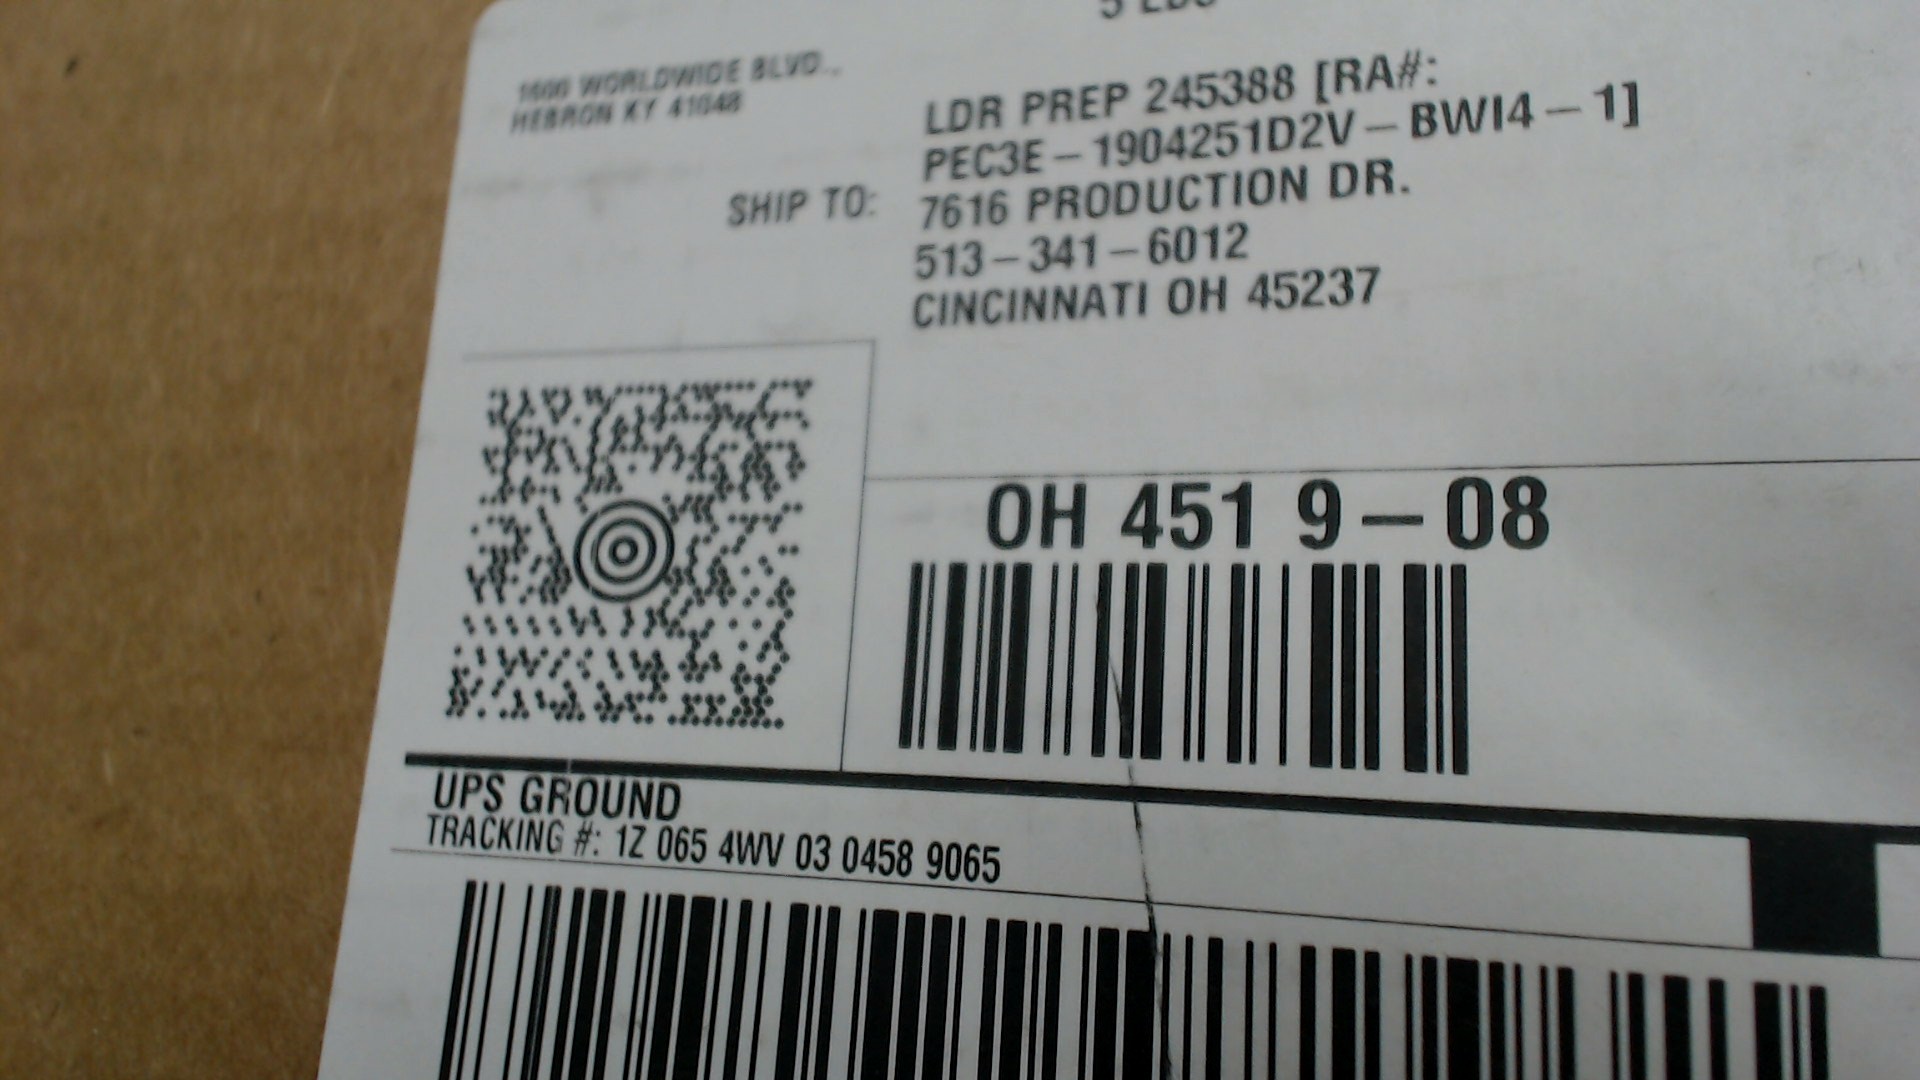 1600 WORLDWIDE BLVD.,
HEBRON KY 41048
SHIP TO:
LDR PREP 245388 [RA#:
PEC3E-1904251D2V-BWI4-1]
7616 PRODUCTION DR.
513-341-6012
CINCINNATI OH 45237
OH 451 9-08
UPS GROUND
TRACKING #: 1Z 065 4WV 03 0458 9065